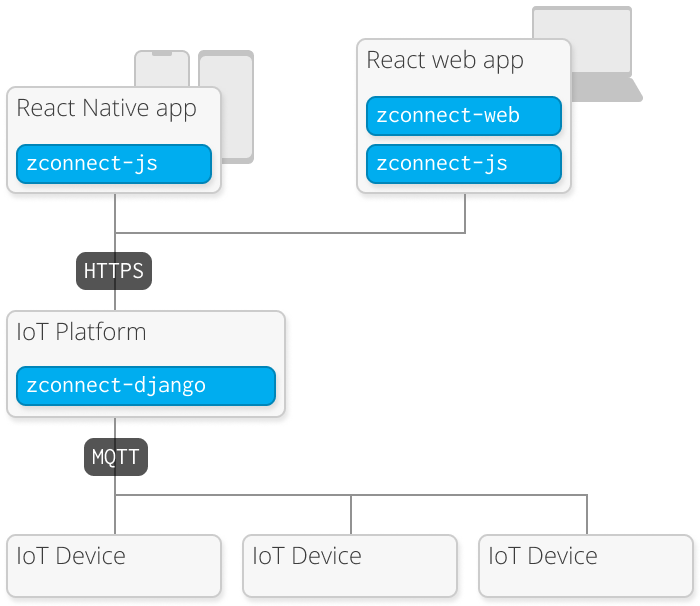 React Native app
zconnect-js
React web app
zconnect-web
zconnect-js
HTTPS
IoT Platform
zconnect-django
MQTT
IoT Device
IoT Device
IoT Device